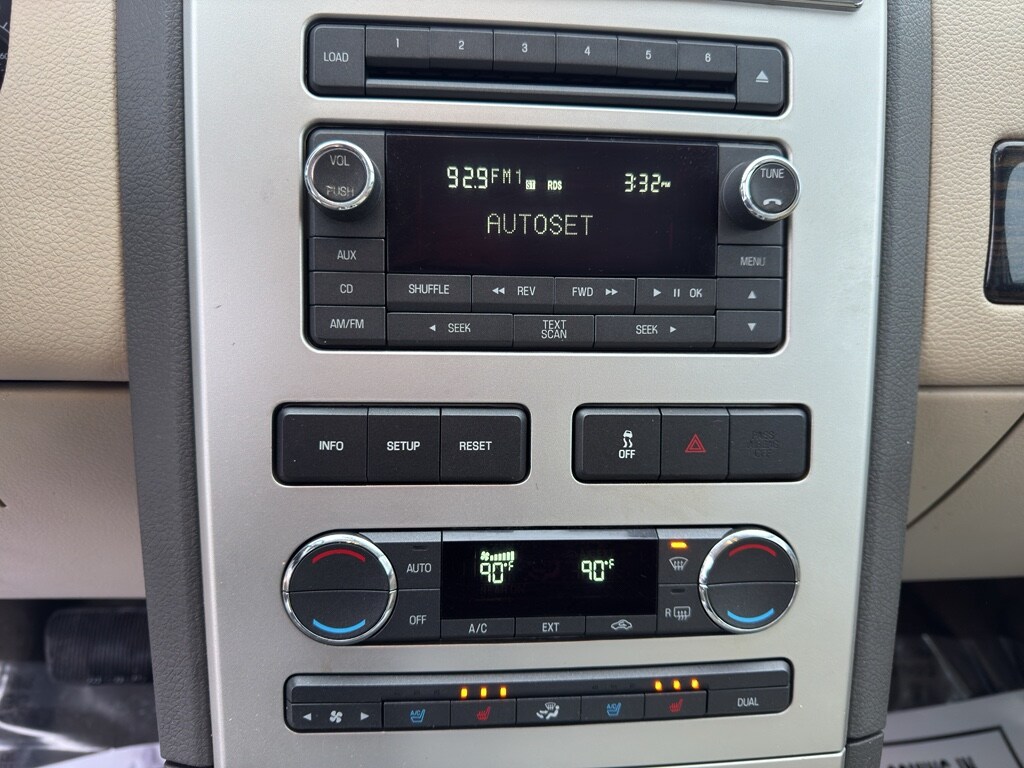 LOAD 1 2 3 4 5 6
VOL
PUSH
92.9 FM1 ST RDS 3:32 PM
TUNE
AUTOSET
AUX
MENU
CD SHUFFLE REV FWD OK
AM/FM SEEK TEXT SCAN SEEK
INFO SETUP RESET
OFF
AUTO 90°F 90°F
OFF R
A/C EXT
A/C A/C DUAL